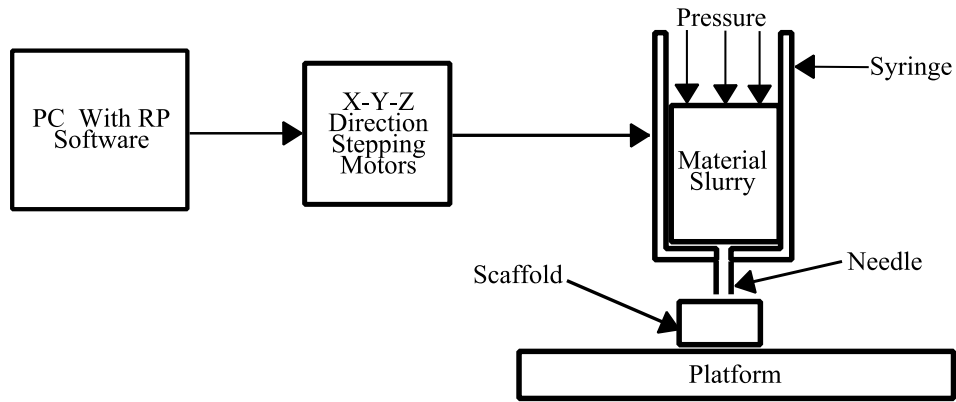 Pressure
Syringe
PC With RP
Software
X-Y-Z
Direction
Stepping
Motors
Material
Slurry
Scaffold
Needle
Platform